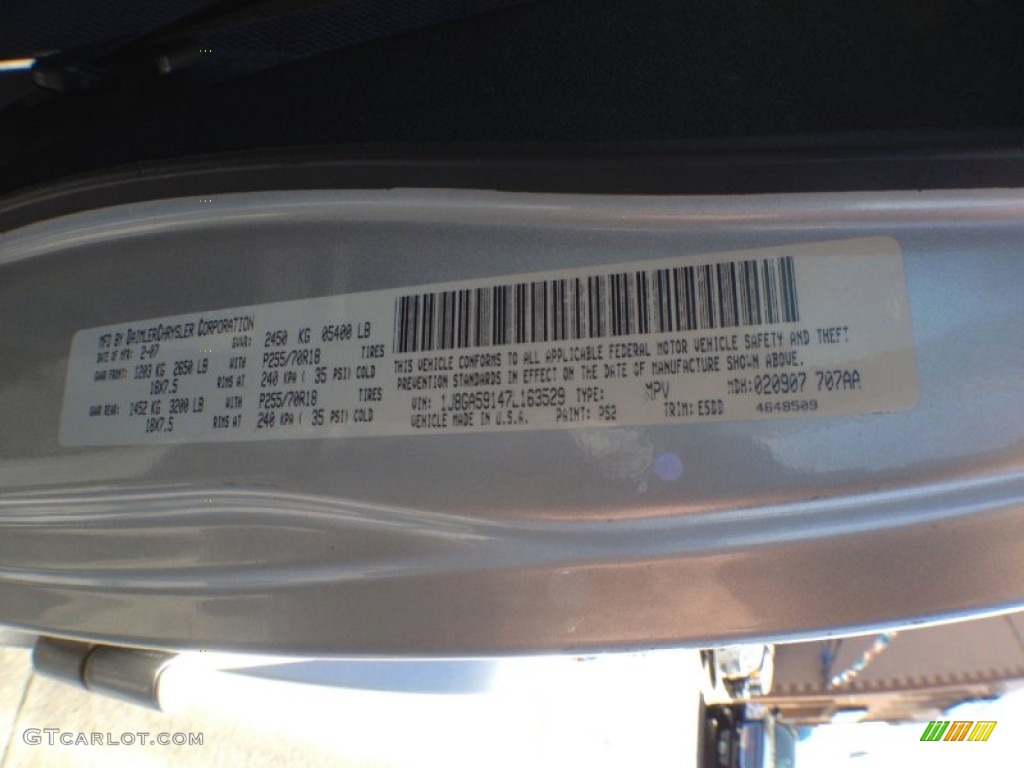 MFG BY DAIMLERCHRYSLER CORPORATION
DATE OF MFR: 2-07 GVWR: 2450 KG 05400 LB
GAWR FRONT: 1203 KG 2650 LB WITH P255/70R18 TIRES
18X7.5 RIMS AT 240 KPA ( 35 PSI) COLD
GAWR REAR: 1452 KG 3200 LB WITH P255/70R18 TIRES
18X7.5 RIMS AT 240 KPA ( 35 PSI) COLD
THIS VEHICLE CONFORMS TO ALL APPLICABLE FEDERAL MOTOR VEHICLE SAFETY AND THEFT
PREVENTION STANDARDS IN EFFECT ON THE DATE OF MANUFACTURE SHOWN ABOVE.
VIN: 1J8GA59147L163529 TYPE: MPV MDH:020907 707AA
VEHICLE MADE IN U.S.A. PAINT: PS2 TRIM: E5DD 4648509
GTCARLOT.COM